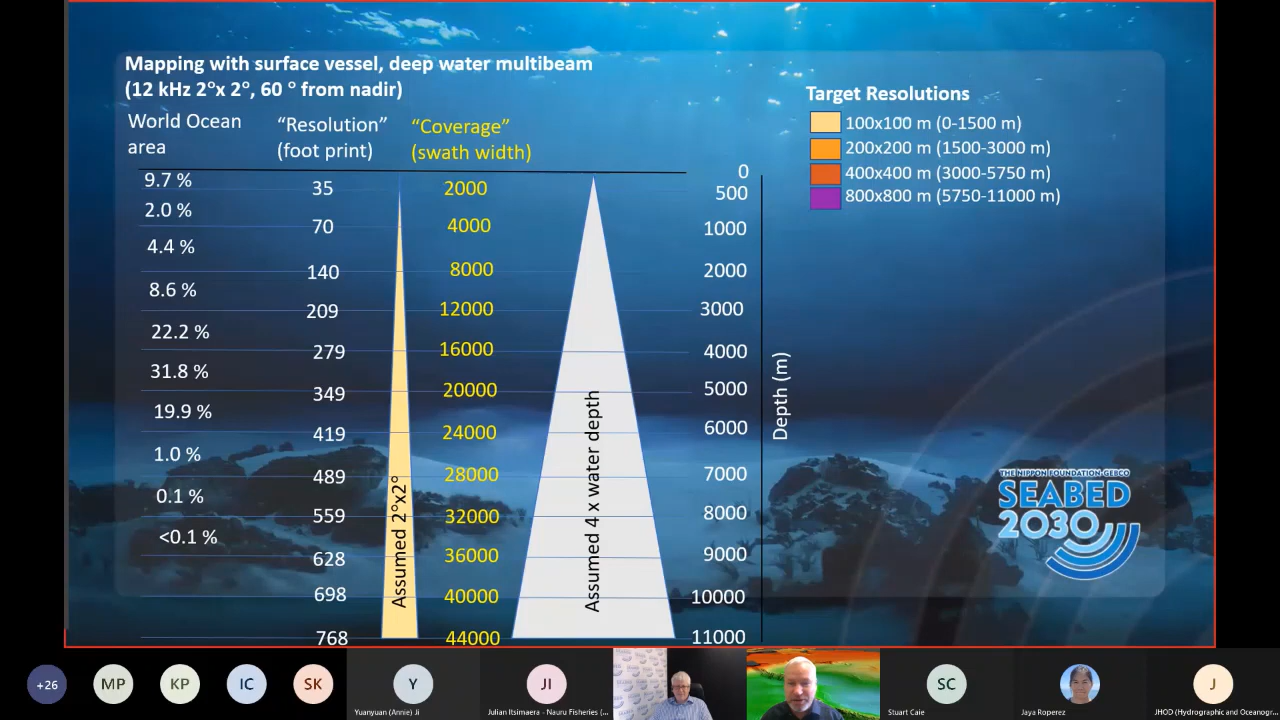 Mapping with surface vessel, deep water multibeam
(12 kHz 2°x 2°, 60 ° from nadir)
World Ocean
area
"Resolution"
(foot print)
"Coverage"
(swath width)
Target Resolutions
100x100 m (0-1500 m)
200x200 m (1500-3000 m)
400x400 m (3000-5750 m)
800x800 m (5750-11000 m)
0
9.7 %
35
2000
500
2.0 %
70
4000
1000
4.4 %
140
8000
2000
8.6 %
209
12000
3000
22.2 %
279
16000
4000
31.8 %
349
20000
5000
19.9 %
419
24000
6000
1.0 %
489
28000
7000
0.1 %
559
32000
8000
<0.1 %
628
36000
9000
698
40000
10000
768
44000
11000
Assumed 2°x2°
Assumed 4 x water depth
Depth (m)
THE NIPPON FOUNDATION-GEBCO
SEABED
2030
+26
MP
KP
IC
SK
Y
Yuanyuan (Annie) Ji
JI
Julian Itsimaera - Nauru Fisheries (...
SC
Stuart Caie
Jaya Roperez
J
JHOD (Hydrographic and Oceanogr...